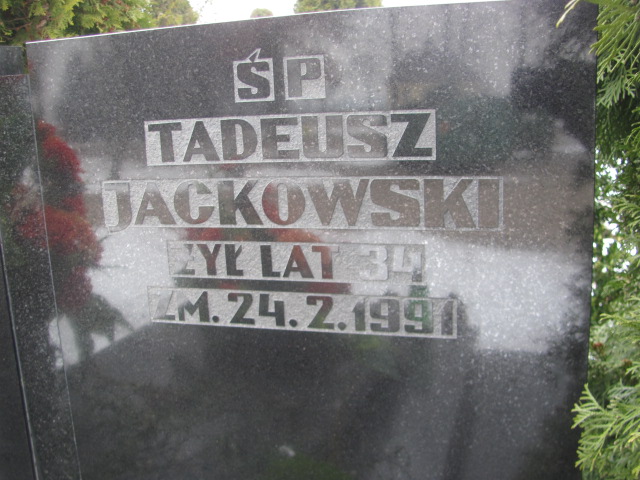 ŚP
TADEUSZ
JACKOWSKI
ŻYŁ LAT 34
ZM. 24.2.1991